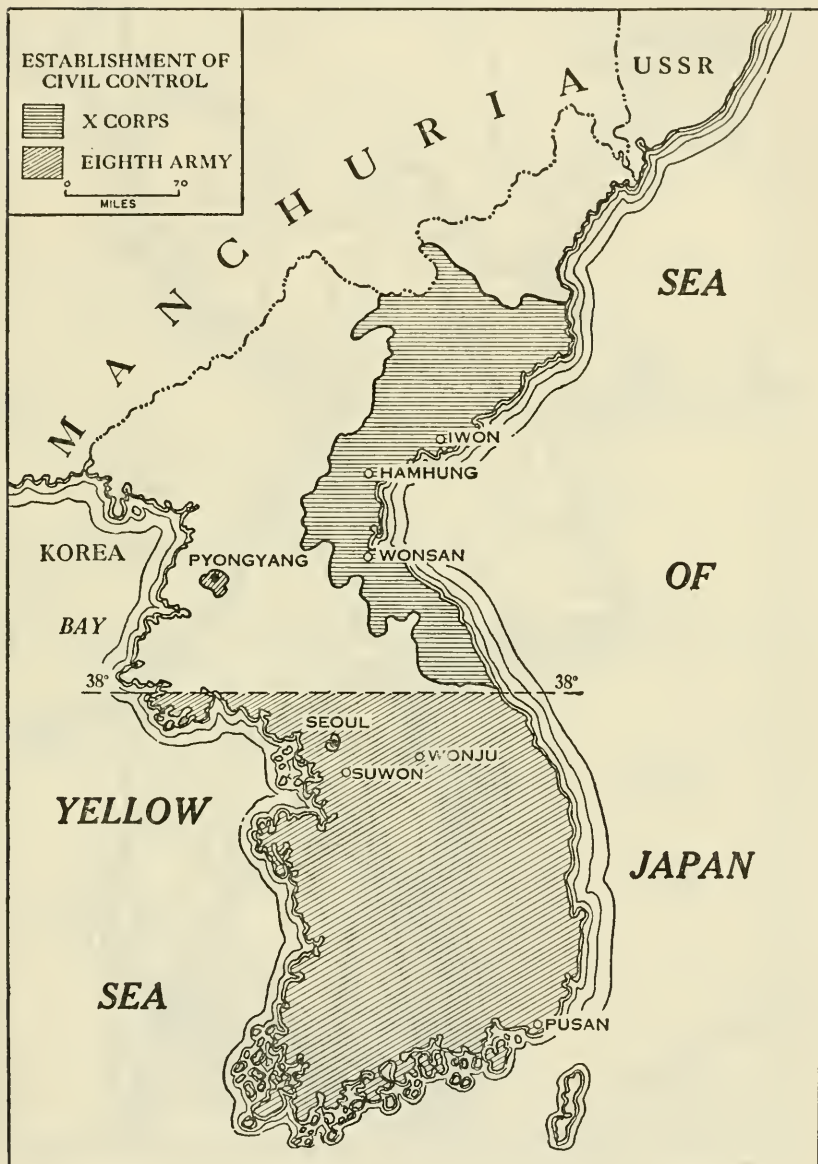 ESTABLISHMENT OF
CIVIL CONTROL
X CORPS
EIGHTH ARMY
0 70
MILES
USSR
MANCHURIA
SEA
IWON
HAMHUNG
KOREA
PYONGYANG
WONSAN
OF
BAY
38° 38°
SEOUL
WONJU
SUWON
YELLOW
JAPAN
SEA
PUSAN